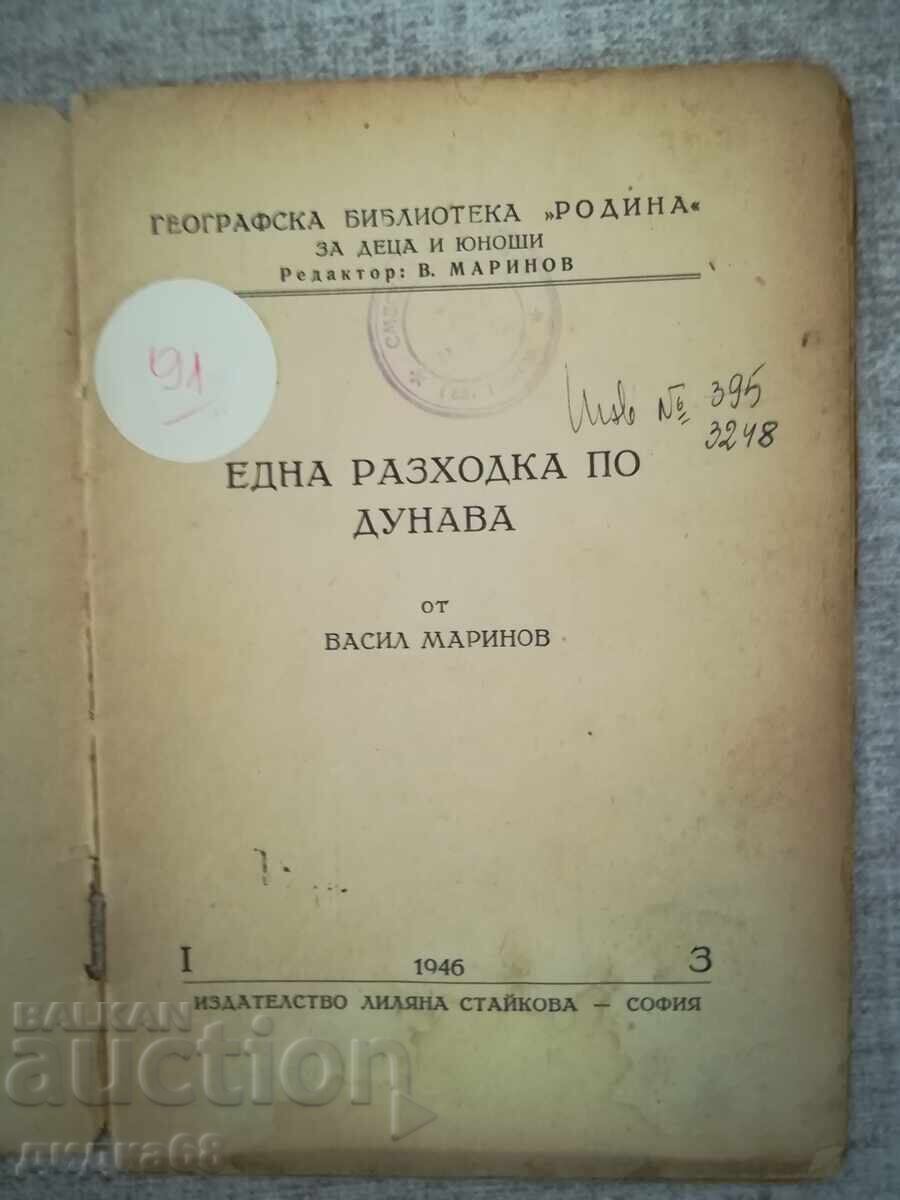 ГЕОГРАФСКА БИБЛИОТЕКА „РОДИНА“
ЗА ДЕЦА И ЮНОШИ
Редактор: В. МАРИНОВ
91
Инв № 395
3248
ЕДНА РАЗХОДКА ПО
ДУНАВА
ОТ
ВАСИЛ МАРИНОВ
I 1946 3
ИЗДАТЕЛСТВО ЛИЛЯНА СТАЙКОВА — СОФИЯ
BALKAN
auction
дидка68